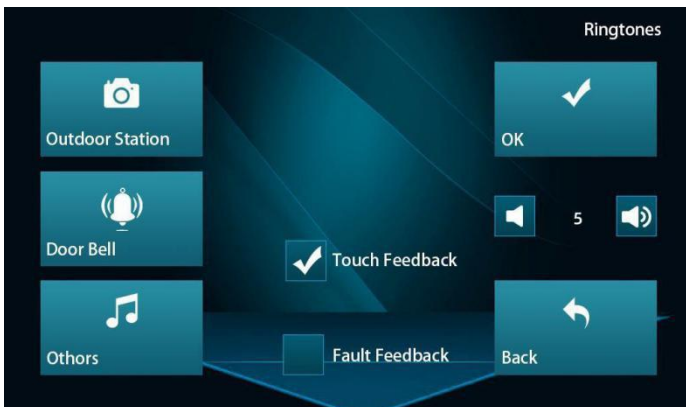 Ringtones
Outdoor Station
OK
Door Bell
5
Touch Feedback
Othors
Fault Feedback
Back